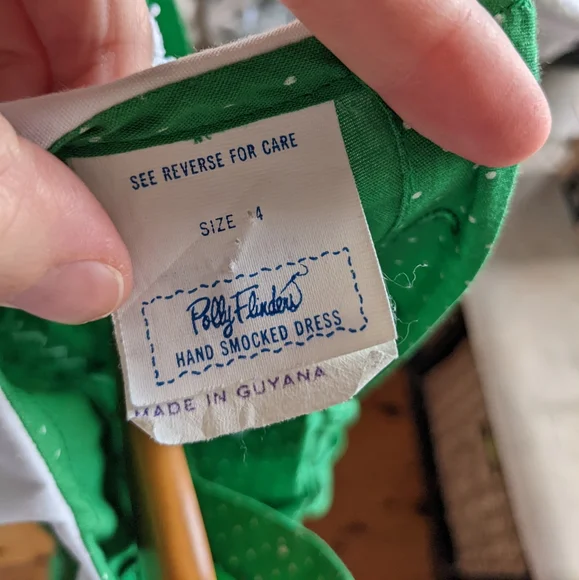 SEE REVERSE FOR CARE
SIZE 4
Polly Flinders
HAND SMOCKED DRESS
MADE IN GUYANA